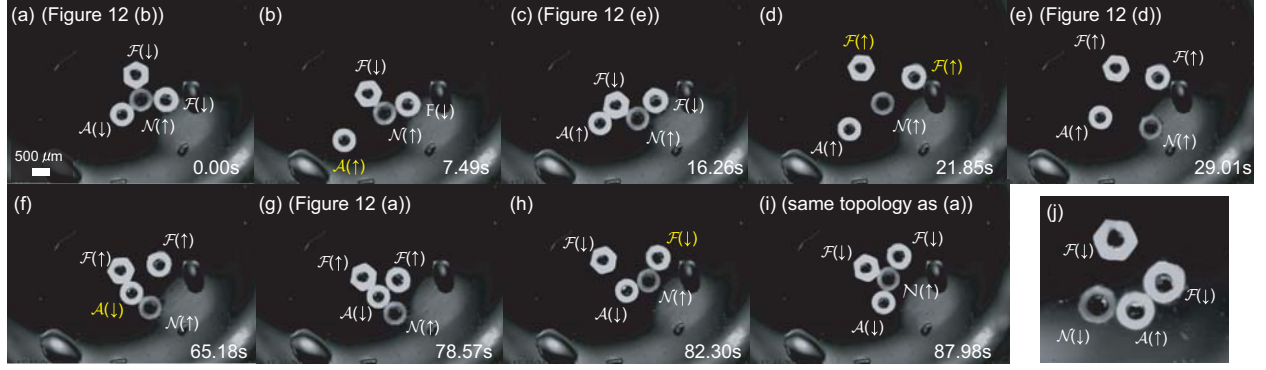 (a) (Figure 12 (b))
ℱ(↓)
ℱ(↓)
𝒜(↓)
𝒩(↑)
500 μm
0.00s
(b)
ℱ(↓)
F(↓)
𝒩(↑)
𝒜(↑)
7.49s
(c) (Figure 12 (e))
ℱ(↓)
ℱ(↓)
𝒜(↑)
𝒩(↑)
16.26s
(d)
ℱ(↑)
ℱ(↑)
𝒩(↑)
𝒜(↑)
21.85s
(e) (Figure 12 (d))
ℱ(↑)
ℱ(↑)
𝒜(↑)
𝒩(↑)
29.01s
(f)
ℱ(↑)
ℱ(↑)
𝒜(↓)
𝒩(↑)
65.18s
(g) (Figure 12 (a))
ℱ(↑)
ℱ(↑)
𝒜(↓)
𝒩(↑)
78.57s
(h)
ℱ(↓)
ℱ(↓)
𝒩(↑)
𝒜(↓)
82.30s
(i) (same topology as (a))
ℱ(↓)
ℱ(↓)
N(↑)
𝒜(↓)
87.98s
(j)
ℱ(↓)
ℱ(↓)
𝒩(↓)
𝒜(↑)